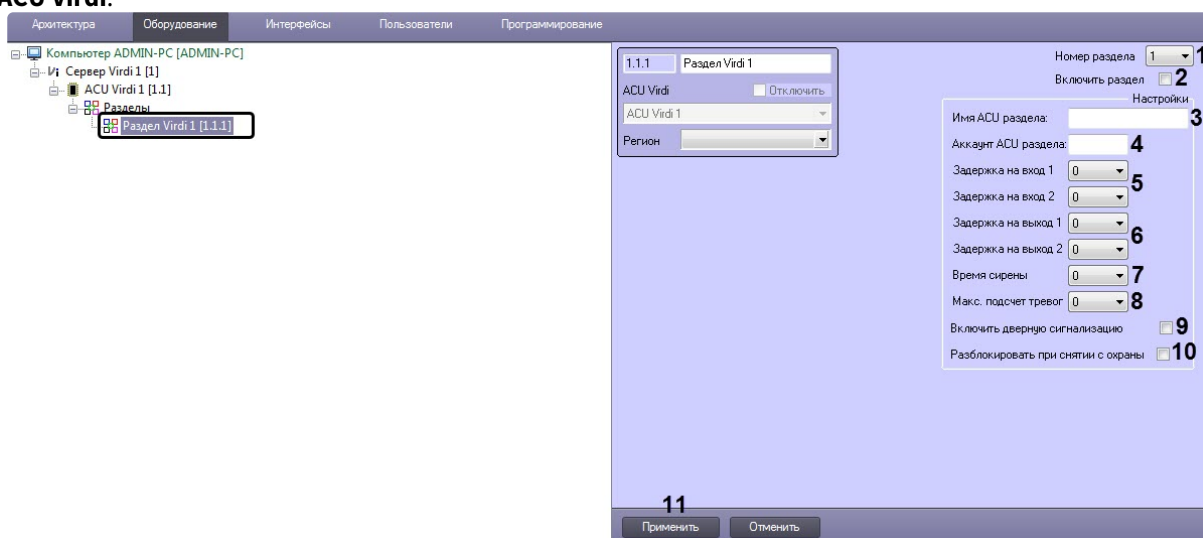 ACU Virdi.
Архитектура Оборудование Интерфейсы Пользователи Программирование
Компьютер ADMIN-PC [ADMIN-PC]
Vi Сервер Virdi 1 [1]
ACU Virdi 1 [1.1]
Разделы
Раздел Virdi 1 [1.1.1]
1.1.1 Раздел Virdi 1
ACU Virdi Отключить
ACU Virdi 1
Регион
Номер раздела 1 1
Включить раздел 2
Настройки
Имя ACU раздела: 3
Аккаунт ACU раздела: 4
Задержка на вход 1 0
5
Задержка на вход 2 0
Задержка на выход 1 0
6
Задержка на выход 2 0
Время сирены 0 7
Макс. подсчет тревог 0 8
Включить дверную сигнализацию 9
Разблокировать при снятии с охраны 10
11
Применить Отменить